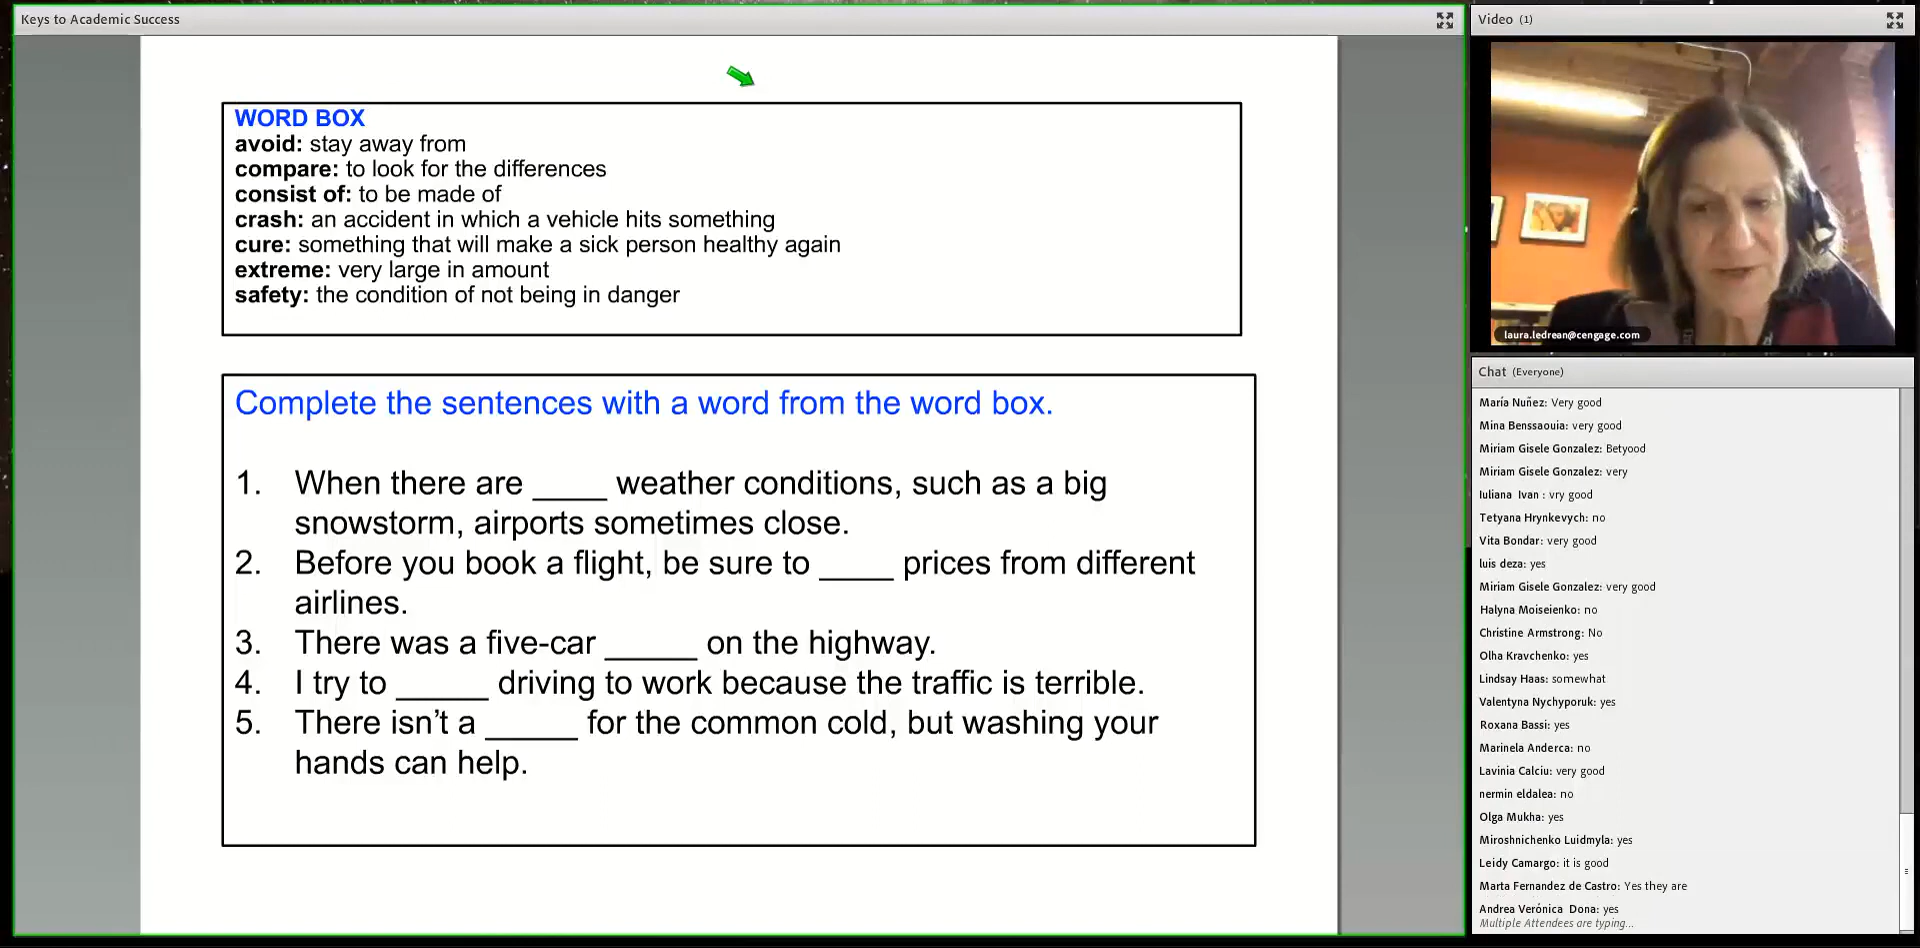 Keys to Academic Success
WORD BOX
avoid: stay away from
compare: to look for the differences
consist of: to be made of
crash: an accident in which a vehicle hits something
cure: something that will make a sick person healthy again
extreme: very large in amount
safety: the condition of not being in danger
Complete the sentences with a word from the word box.
1. When there are ____ weather conditions, such as a big
snowstorm, airports sometimes close.
2. Before you book a flight, be sure to ____ prices from different
airlines.
3. There was a five-car _____ on the highway.
4. I try to _____ driving to work because the traffic is terrible.
5. There isn’t a _____ for the common cold, but washing your
hands can help.
Video (1)
laura.ledrean@cengage.com
Chat (Everyone)
María Nuñez: Very good
Mina Benssaouia: very good
Miriam Gisele Gonzalez: Betyood
Miriam Gisele Gonzalez: very
Iuliana Ivan : vry good
Tetyana Hrynkevych: no
Vita Bondar: very good
luis deza: yes
Miriam Gisele Gonzalez: very good
Halyna Moiseienko: no
Christine Armstrong: No
Olha Kravchenko: yes
Lindsay Haas: somewhat
Valentyna Nychyporuk: yes
Roxana Bassi: yes
Marinela Anderca: no
Lavinia Calciu: very good
nermin eldalea: no
Olga Mukha: yes
Miroshnichenko Luidmyla: yes
Leidy Camargo: it is good
Marta Fernandez de Castro: Yes they are
Andrea Verónica Dona: yes
Multiple Attendees are typing...